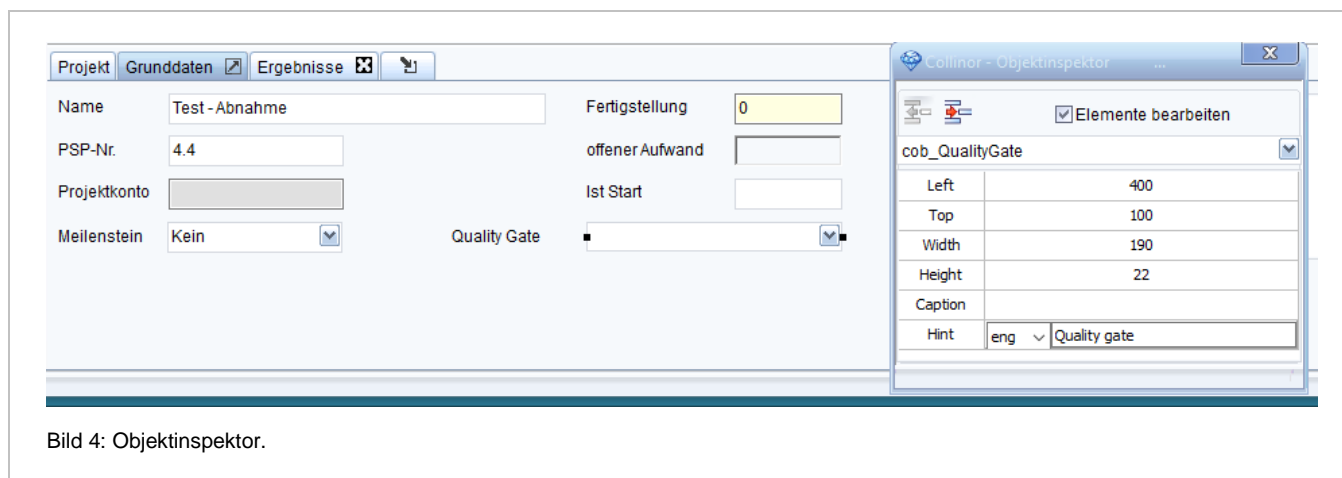 Projekt Grunddaten Ergebnisse
Name Test - Abnahme Fertigstellung 0
PSP-Nr. 4.4 offener Aufwand
Projektkonto Ist Start
Meilenstein Kein Quality Gate
Collinor - Objektinspektor ...
Elemente bearbeiten
cob_QualityGate
Left 400
Top 100
Width 190
Height 22
Caption
Hint eng Quality gate
Bild 4: Objektinspektor.